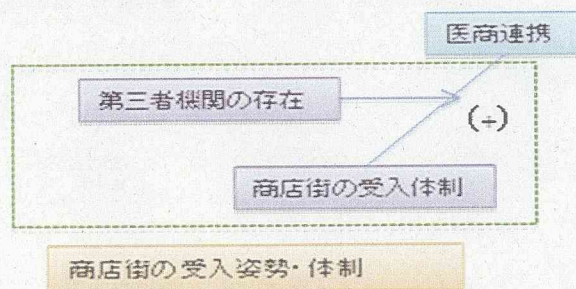 医商連携
第三者機関の存在
(+)
商店街の受入体制
商店街の受入姿勢・体制